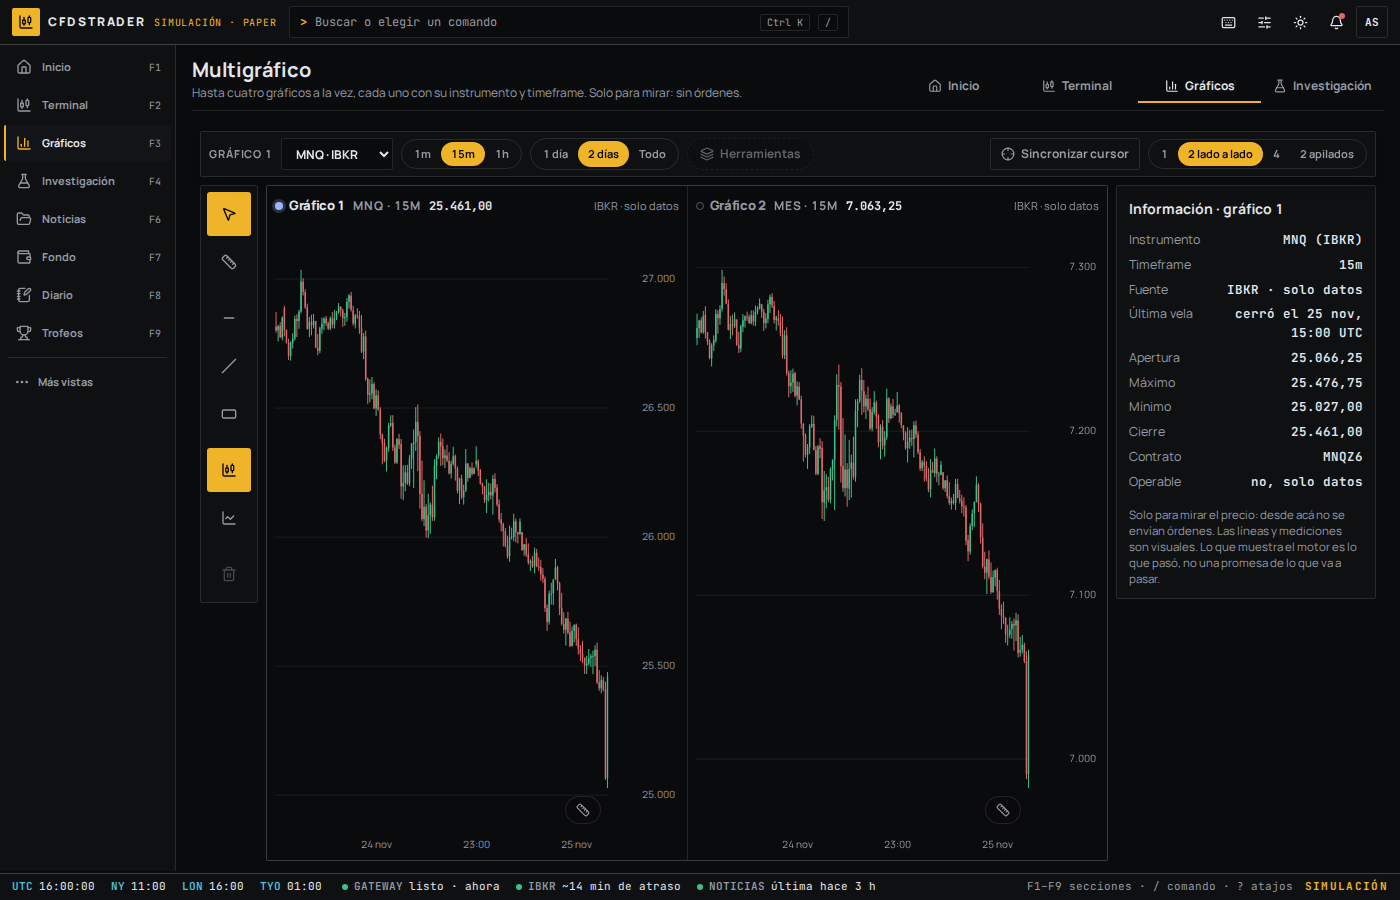 CFDSTRADER SIMULACIÓN · PAPER > Buscar o elegir un comando Ctrl K / AS
Inicio F1
Terminal F2
Gráficos F3
Investigación F4
Noticias F6
Fondo F7
Diario F8
Trofeos F9
Más vistas
Multigráfico
Hasta cuatro gráficos a la vez, cada uno con su instrumento y timeframe. Solo para mirar: sin órdenes.
Inicio Terminal Gráficos Investigación
GRÁFICO 1 MNQ · IBKR 1m 15m 1h 1 día 2 días Todo Herramientas Sincronizar cursor 1 2 lado a lado 4 2 apilados
Gráfico 1 MNQ · 15M 25.461,00 IBKR · solo datos
27.000
26.500
26.000
25.500
25.000
24 nov 23:00 25 nov
Gráfico 2 MES · 15M 7.063,25 IBKR · solo datos
7.300
7.200
7.100
7.000
24 nov 23:00 25 nov
Información · gráfico 1
Instrumento MNQ (IBKR)
Timeframe 15m
Fuente IBKR · solo datos
Última vela cerró el 25 nov,
15:00 UTC
Apertura 25.066,25
Máximo 25.476,75
Mínimo 25.027,00
Cierre 25.461,00
Contrato MNQZ6
Operable no, solo datos
Solo para mirar el precio: desde acá no se
envían órdenes. Las líneas y mediciones
son visuales. Lo que muestra el motor es lo
que pasó, no una promesa de lo que va a
pasar.
UTC 16:00:00 NY 11:00 LON 16:00 TYO 01:00 GATEWAY listo · ahora IBKR ~14 min de atraso NOTICIAS última hace 3 h F1–F9 secciones · / comando · ? atajos SIMULACIÓN